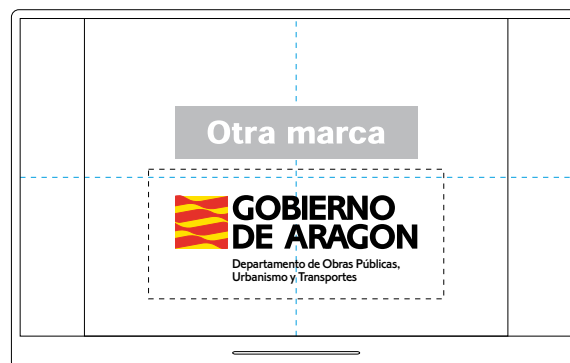 Otra marca
GOBIERNO
DE ARAGON
Departamento de Obras Públicas,
Urbanismo y Transportes